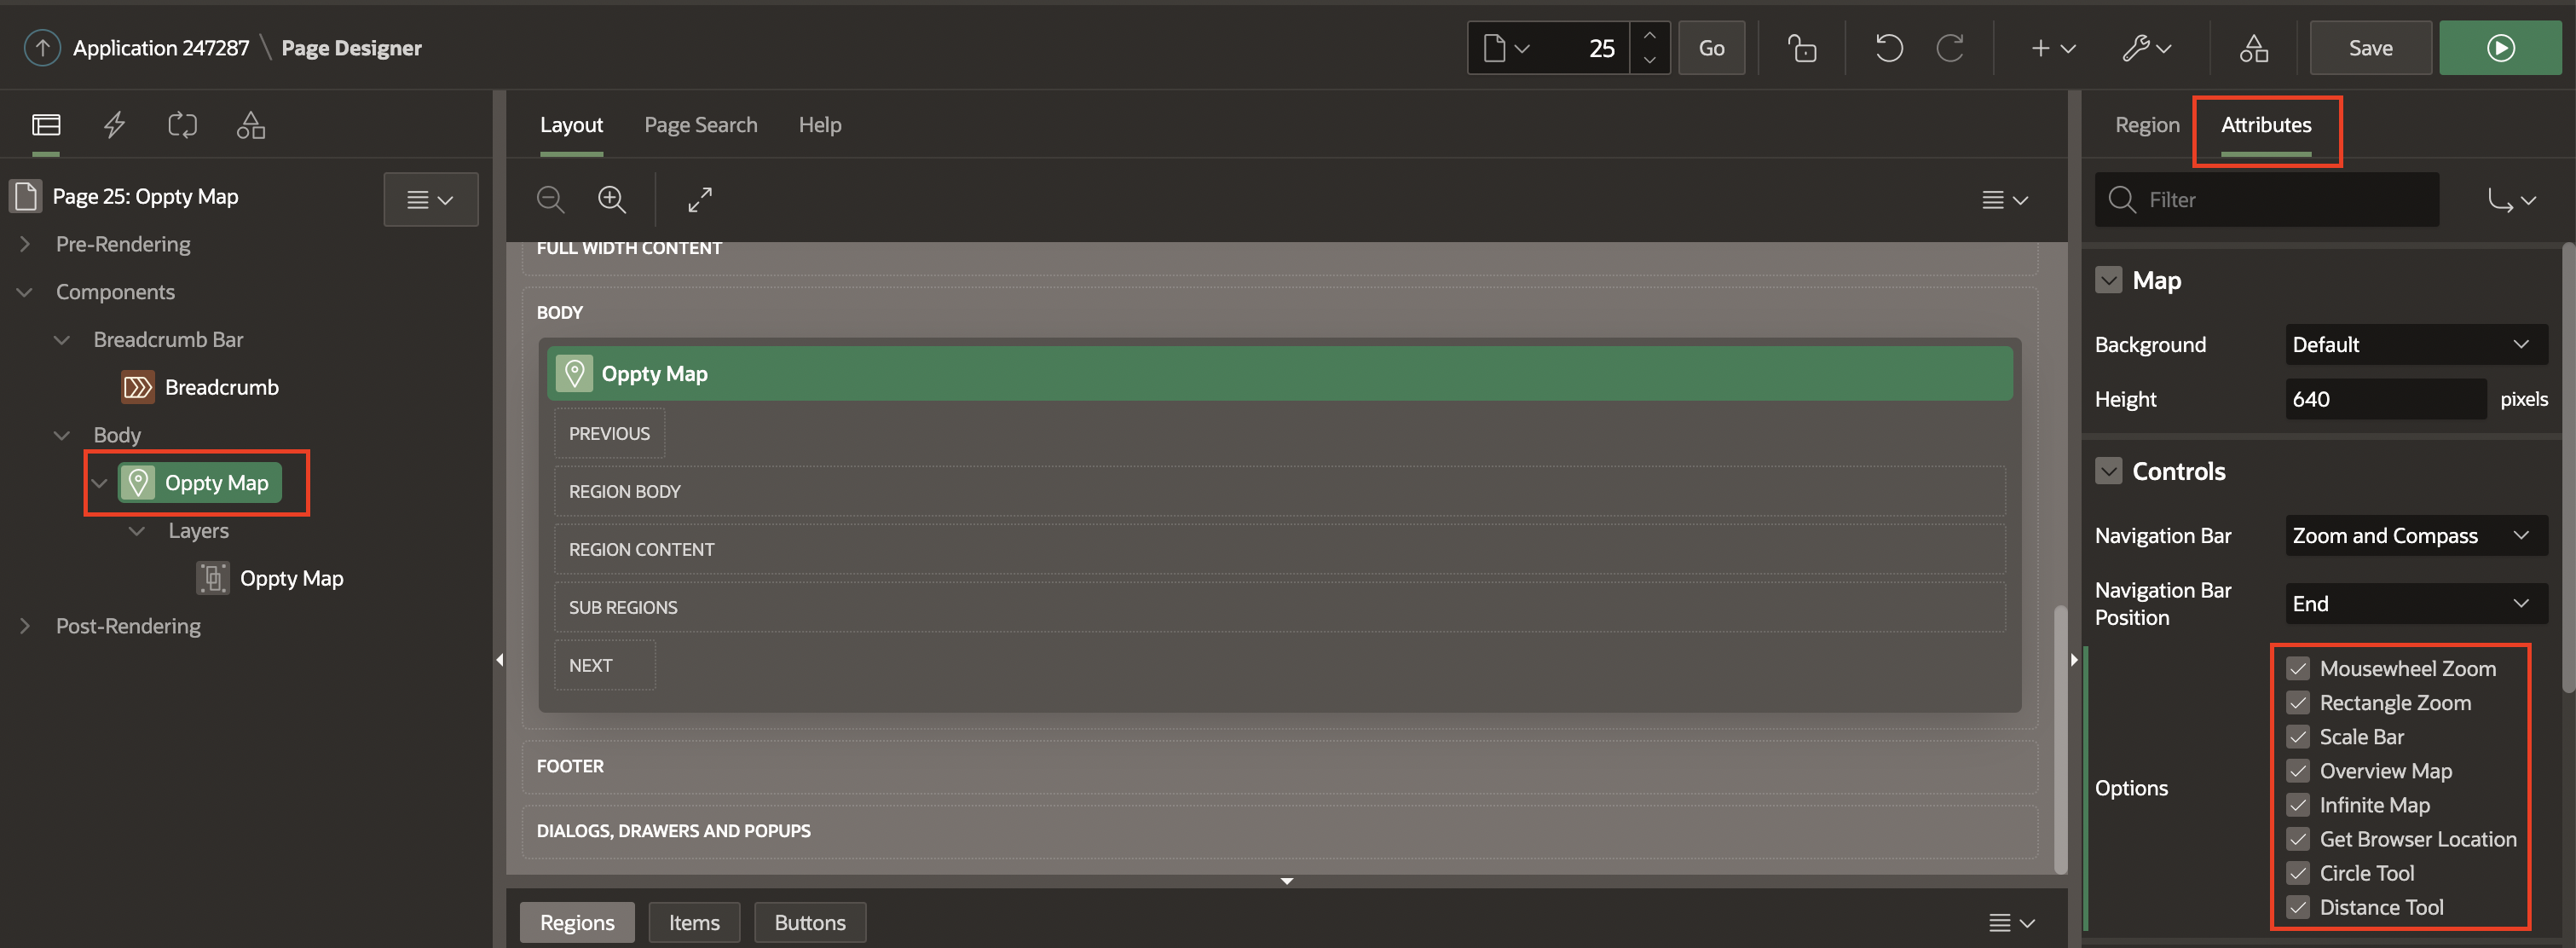 Application 247287 \ Page Designer
25
Go
Save
Layout
Page Search
Help
Region
Attributes
Page 25: Oppty Map
Pre-Rendering
Components
Breadcrumb Bar
Breadcrumb
Body
Oppty Map
Layers
Oppty Map
Post-Rendering
FULL WIDTH CONTENT
BODY
Oppty Map
PREVIOUS
REGION BODY
REGION CONTENT
SUB REGIONS
NEXT
FOOTER
DIALOGS, DRAWERS AND POPUPS
Regions
Items
Buttons
Filter
Map
Background
Default
Height
640
pixels
Controls
Navigation Bar
Zoom and Compass
Navigation Bar
Position
End
Options
Mousewheel Zoom
Rectangle Zoom
Scale Bar
Overview Map
Infinite Map
Get Browser Location
Circle Tool
Distance Tool